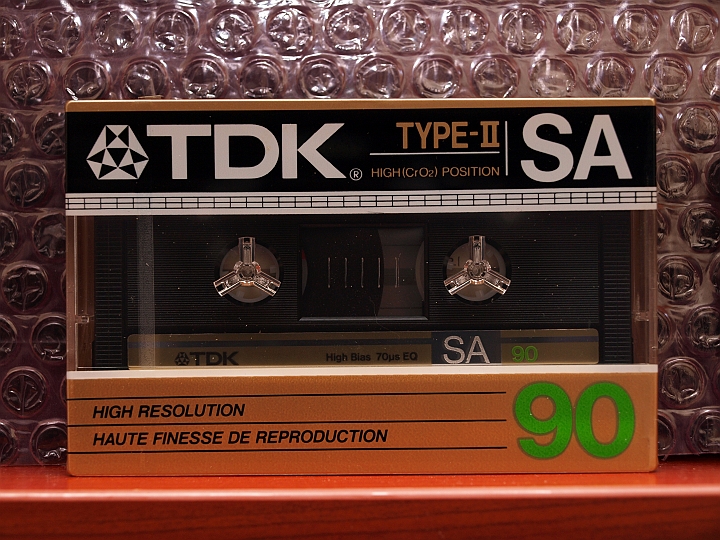 TDK® TYPE-II SA
HIGH (CrO₂) POSITION
TDK High Bias 70µs EQ SA 90
HIGH RESOLUTION
HAUTE FINESSE DE REPRODUCTION
90